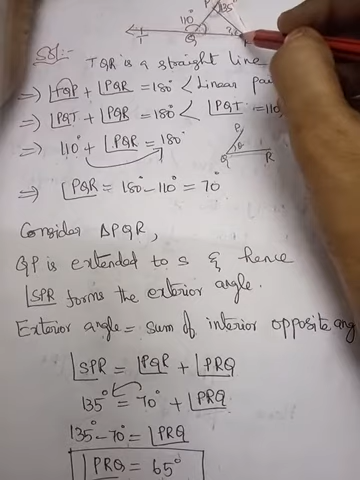 P 135°
110°
T Q
Sol:-
TQR is a straight line
=> ∠TQP + ∠PQR = 180° < Linear pai
=> ∠PQT + ∠PQR = 180° < ∠PQT = 110
=> 110° + ∠PQR = 180°
P
Q R
=> ∠PQR = 180° - 110° = 70°
Consider ΔPQR,
QP is extended to S & hence
∠SPR forms the exterior angle.
Exterior angle = sum of interior opposite ang
∠SPR = ∠PQR + ∠PRQ
135° = 70° + ∠PRQ
135° - 70° = ∠PRQ
∠PRQ = 65°